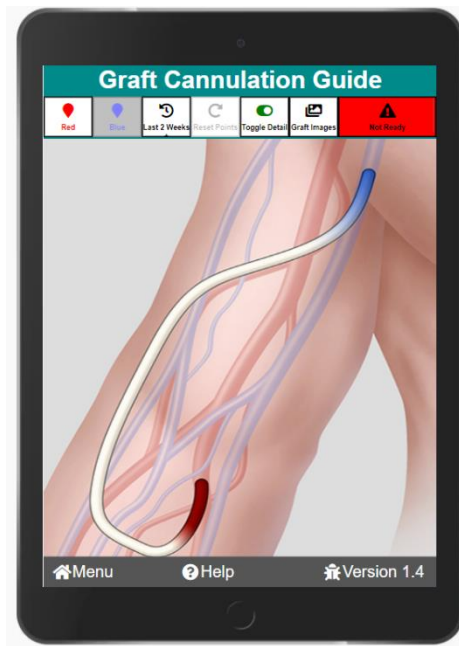 Graft Cannulation Guide
Red
Blue
Last 2 Weeks
Reset Points
Toggle Detail
Graft Images
Not Ready
Menu
Help
Version 1.4